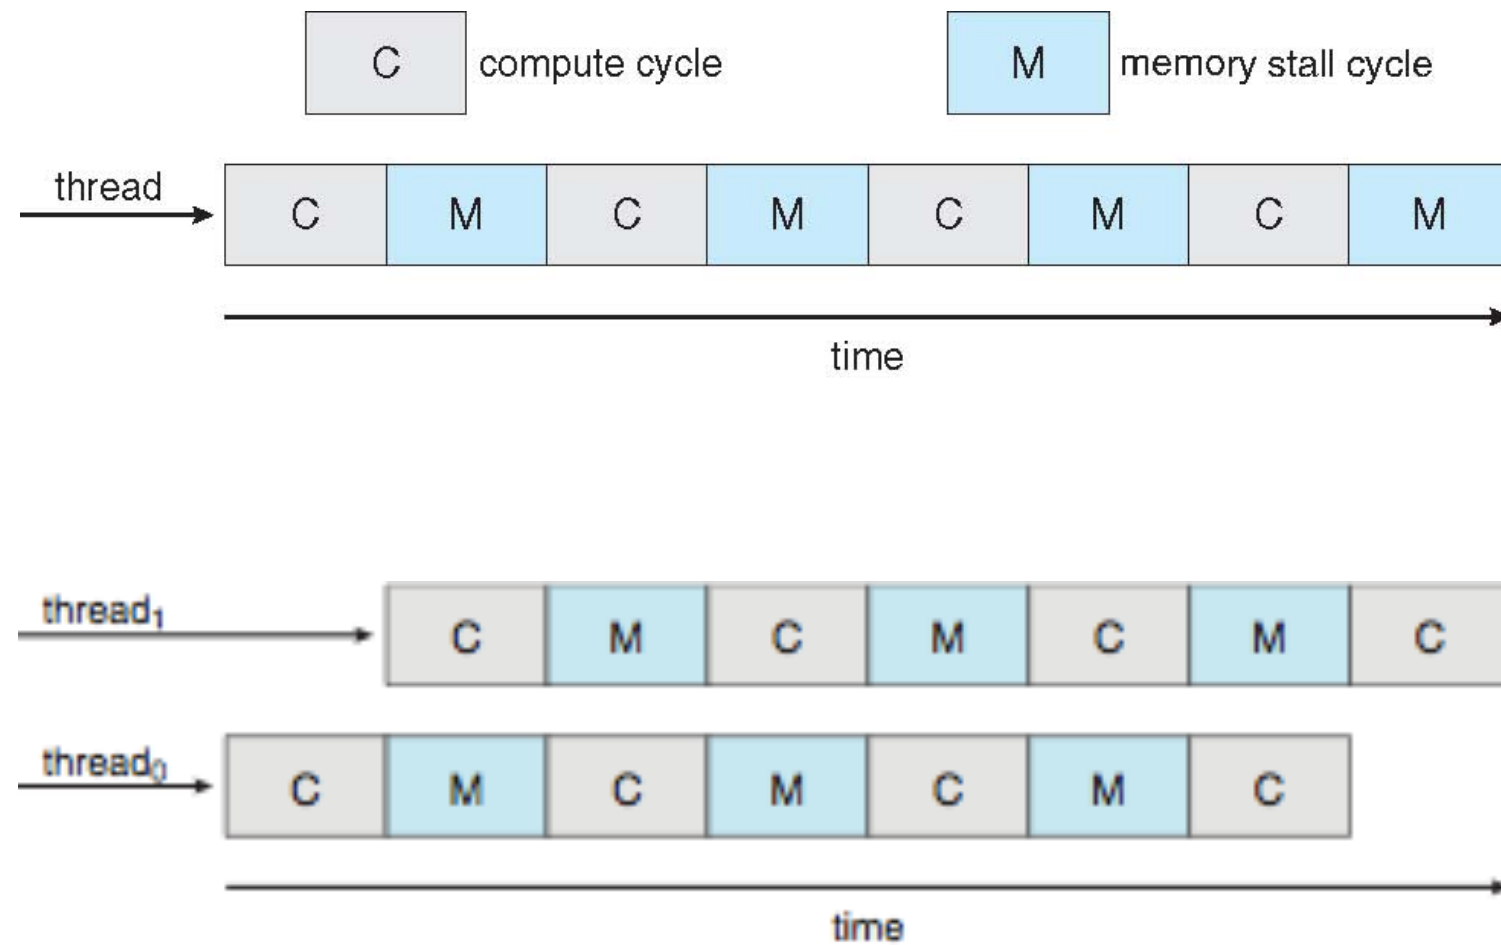 C compute cycle M memory stall cycle
thread C M C M C M C M
time
thread₁ C M C M C M C
thread₀ C M C M C M C
time